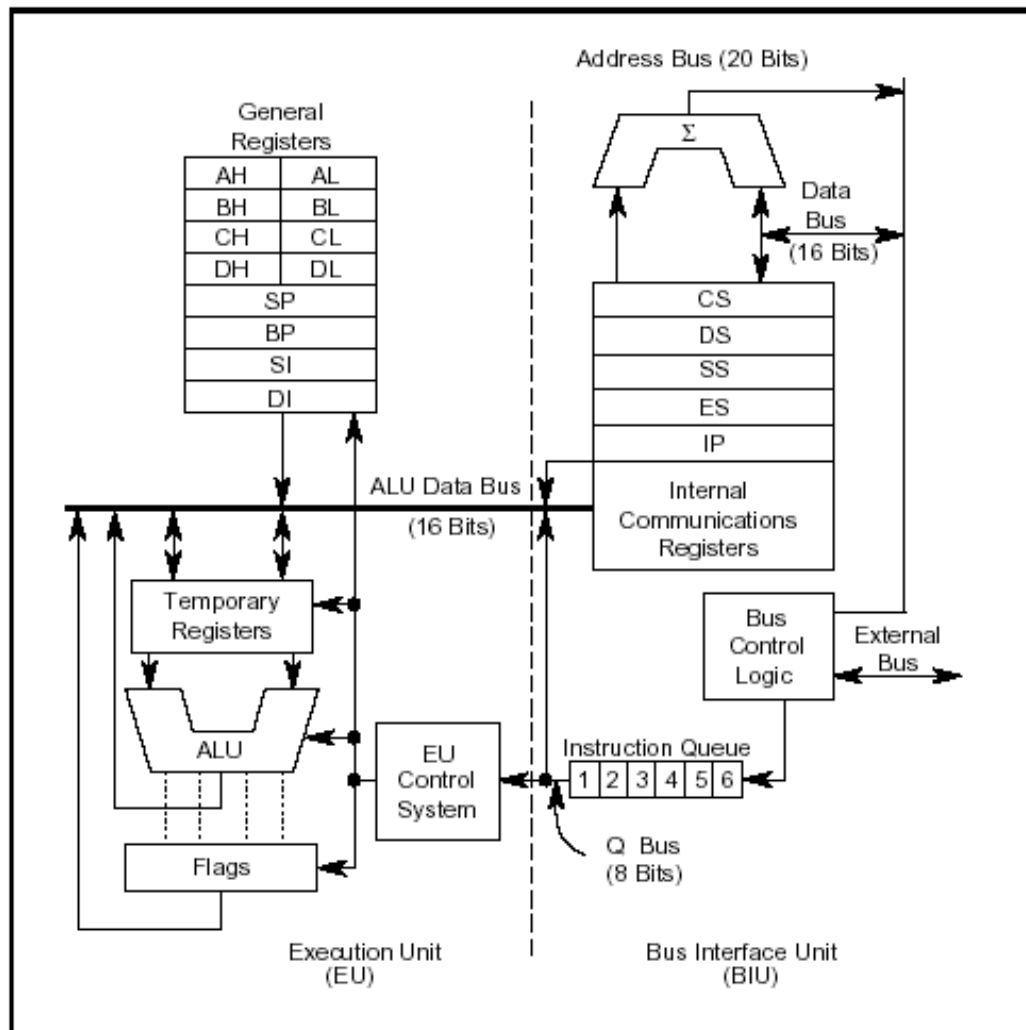 Address Bus (20 Bits)
General
Registers
AH AL
BH BL
CH CL
DH DL
SP
BP
SI
DI
Σ
Data
Bus
(16 Bits)
CS
DS
SS
ES
IP
Internal
Communications
Registers
ALU Data Bus
(16 Bits)
Temporary
Registers
ALU
Flags
EU
Control
System
Bus
Control
Logic
External
Bus
Instruction Queue
1 2 3 4 5 6
Q Bus
(8 Bits)
Execution Unit
(EU)
Bus Interface Unit
(BIU)